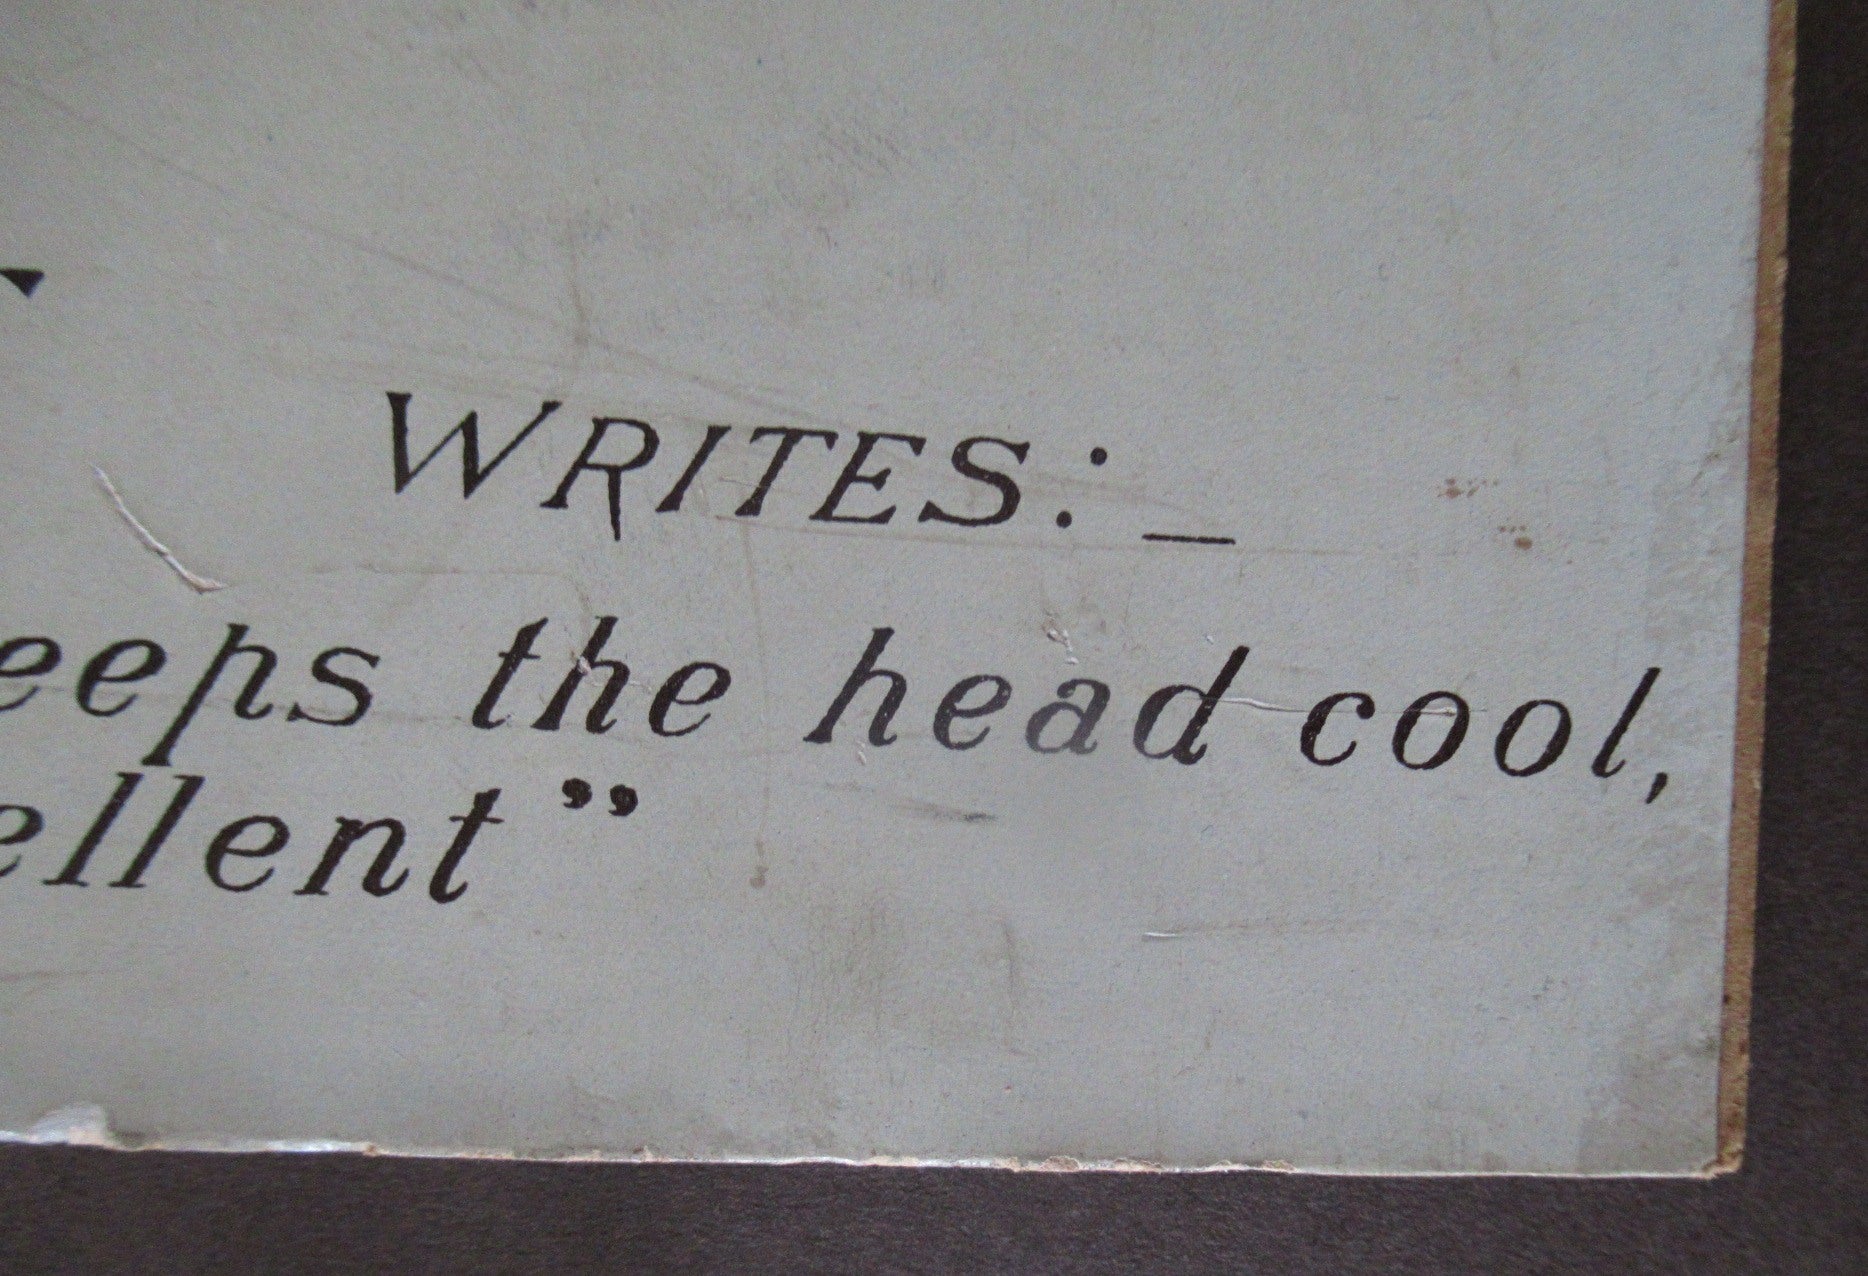 WRITES: _
eeps the head cool,
ellent”